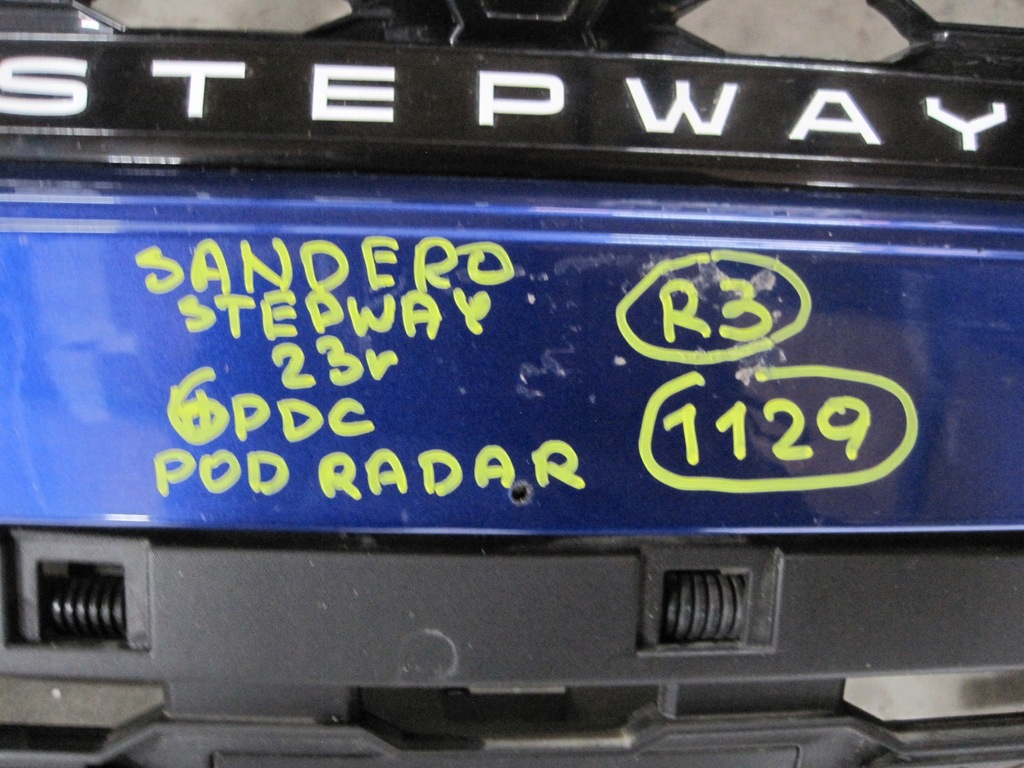 STEPWAY
SANDERO
STEPWAY
23r
6PDC
POD RADAR
R3
1129